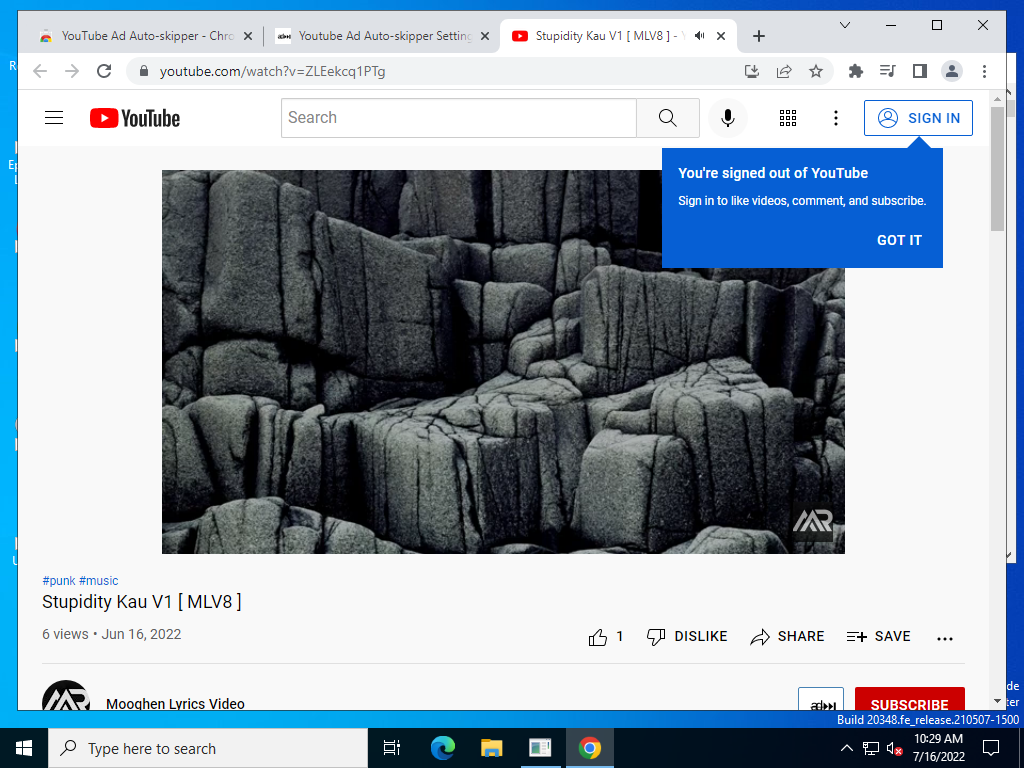 YouTube Ad Auto-skipper - Chro
Youtube Ad Auto-skipper Setting
Stupidity Kau V1 [ MLV8 ] - Y
youtube.com/watch?v=ZLEekcq1PTg
YouTube
Search
SIGN IN
You're signed out of YouTube
Sign in to like videos, comment, and subscribe.
GOT IT
#punk #music
Stupidity Kau V1 [ MLV8 ]
6 views • Jun 16, 2022
1
DISLIKE
SHARE
SAVE
Mooghen Lyrics Video
SUBSCRIBE
Build 20348.fe_release.210507-1500
Type here to search
10:29 AM
7/16/2022